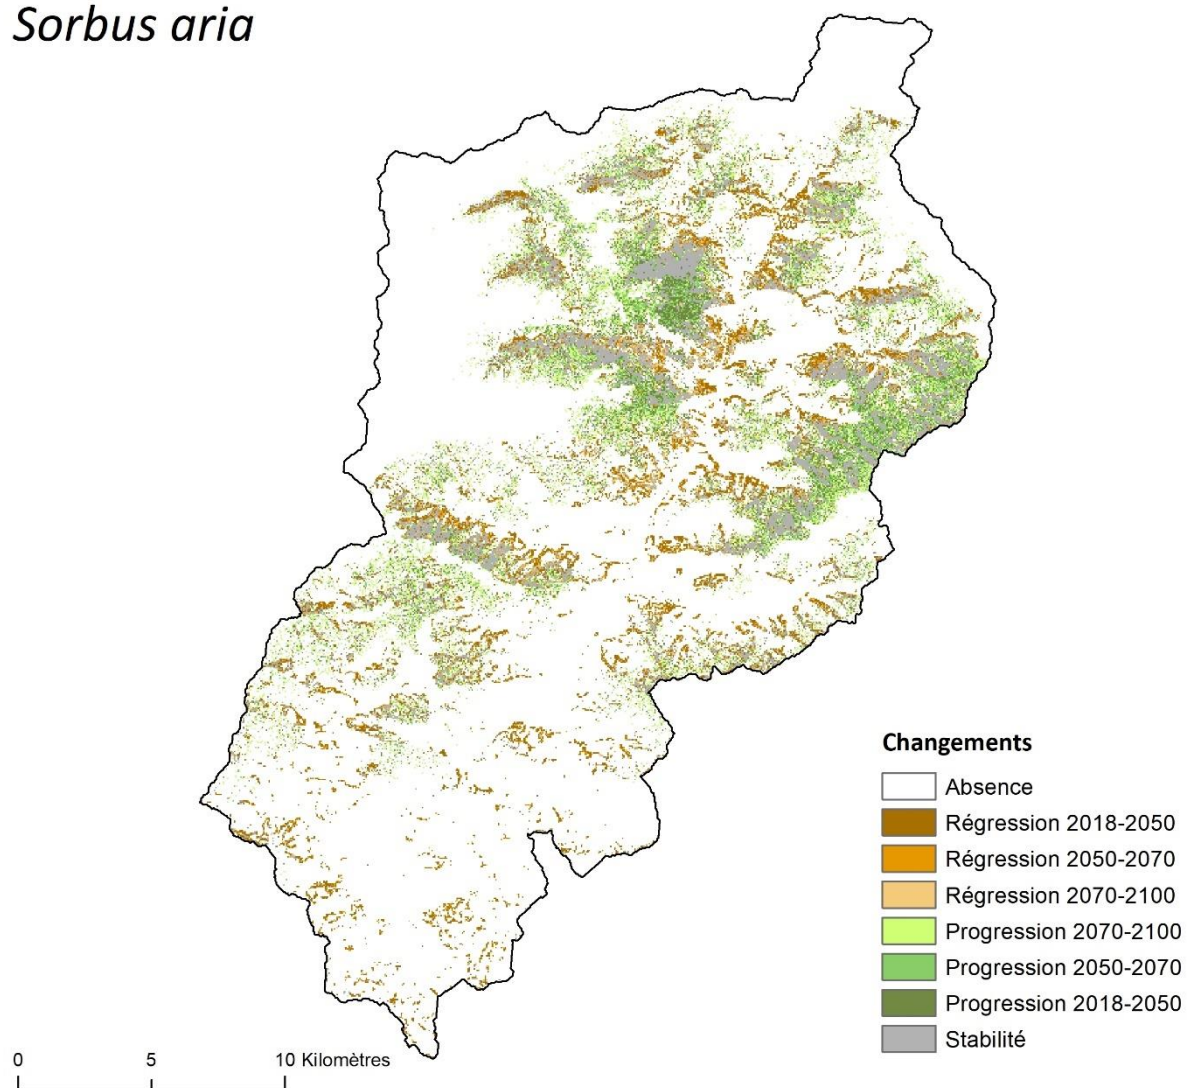 Sorbus aria
Changements
Absence
Régression 2018-2050
Régression 2050-2070
Régression 2070-2100
Progression 2070-2100
Progression 2050-2070
Progression 2018-2050
Stabilité
0 5 10 Kilomètres